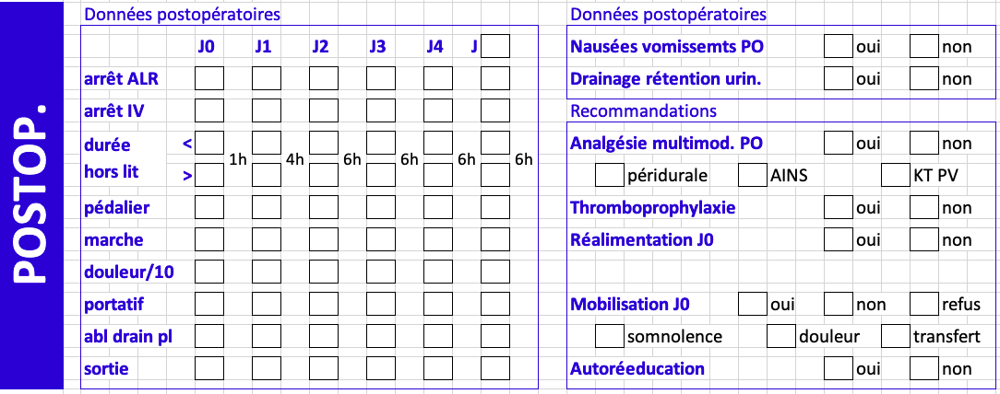 POSTOP.
Données postopératoires
J0 J1 J2 J3 J4 J
arrêt ALR
arrêt IV
durée <
1h 4h 6h 6h 6h 6h
hors lit >
pédalier
marche
douleur/10
portatif
abl drain pl
sortie
Données postopératoires
Nausées vomissemts PO oui non
Drainage rétention urin. oui non
Recommandations
Analgésie multimod. PO oui non
péridurale AINS KT PV
Thromboprophylaxie oui non
Réalimentation J0 oui non
Mobilisation J0 oui non refus
somnolence douleur transfert
Autoréeducation oui non